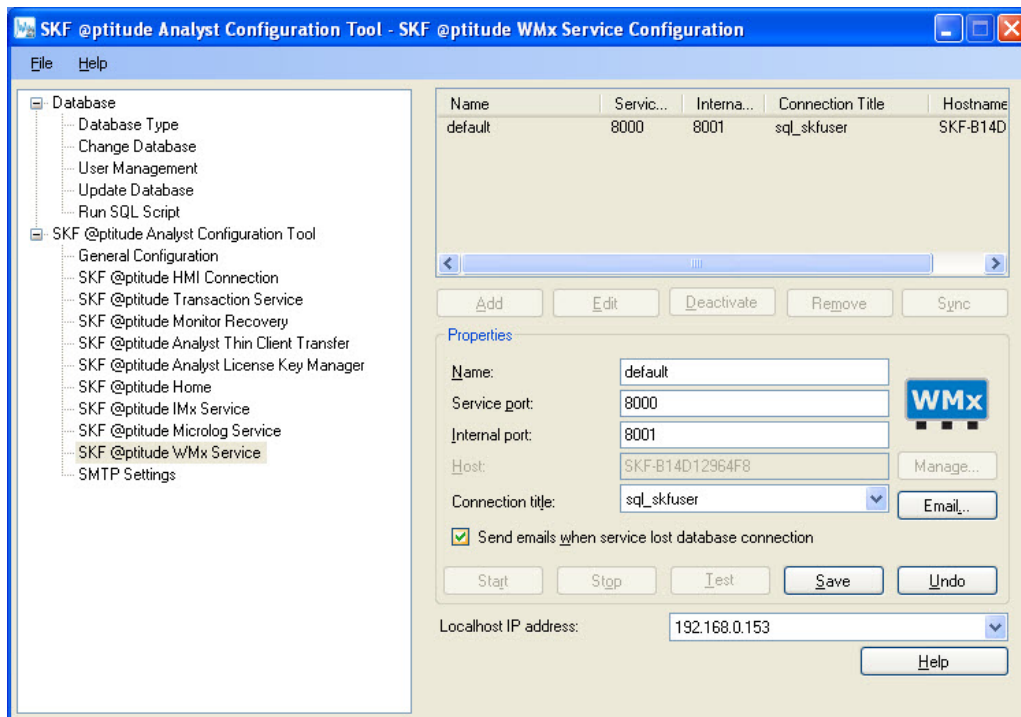 SKF @ptitude Analyst Configuration Tool - SKF @ptitude WMx Service Configuration
File Help
Database
Database Type
Change Database
User Management
Update Database
Run SQL Script
SKF @ptitude Analyst Configuration Tool
General Configuration
SKF @ptitude HMI Connection
SKF @ptitude Transaction Service
SKF @ptitude Monitor Recovery
SKF @ptitude Analyst Thin Client Transfer
SKF @ptitude Analyst License Key Manager
SKF @ptitude Home
SKF @ptitude IMx Service
SKF @ptitude Microlog Service
SKF @ptitude WMx Service
SMTP Settings
Name Servic... Interna... Connection Title Hostname
default 8000 8001 sql_skfuser SKF-B14D
Add Edit Deactivate Remove Sync
Properties
Name: default
Service port: 8000
WMx
Internal port: 8001
Host: SKF-B14D12964F8 Manage...
Connection title: sql_skfuser Email...
Send emails when service lost database connection
Start Stop Test Save Undo
Localhost IP address: 192.168.0.153
Help